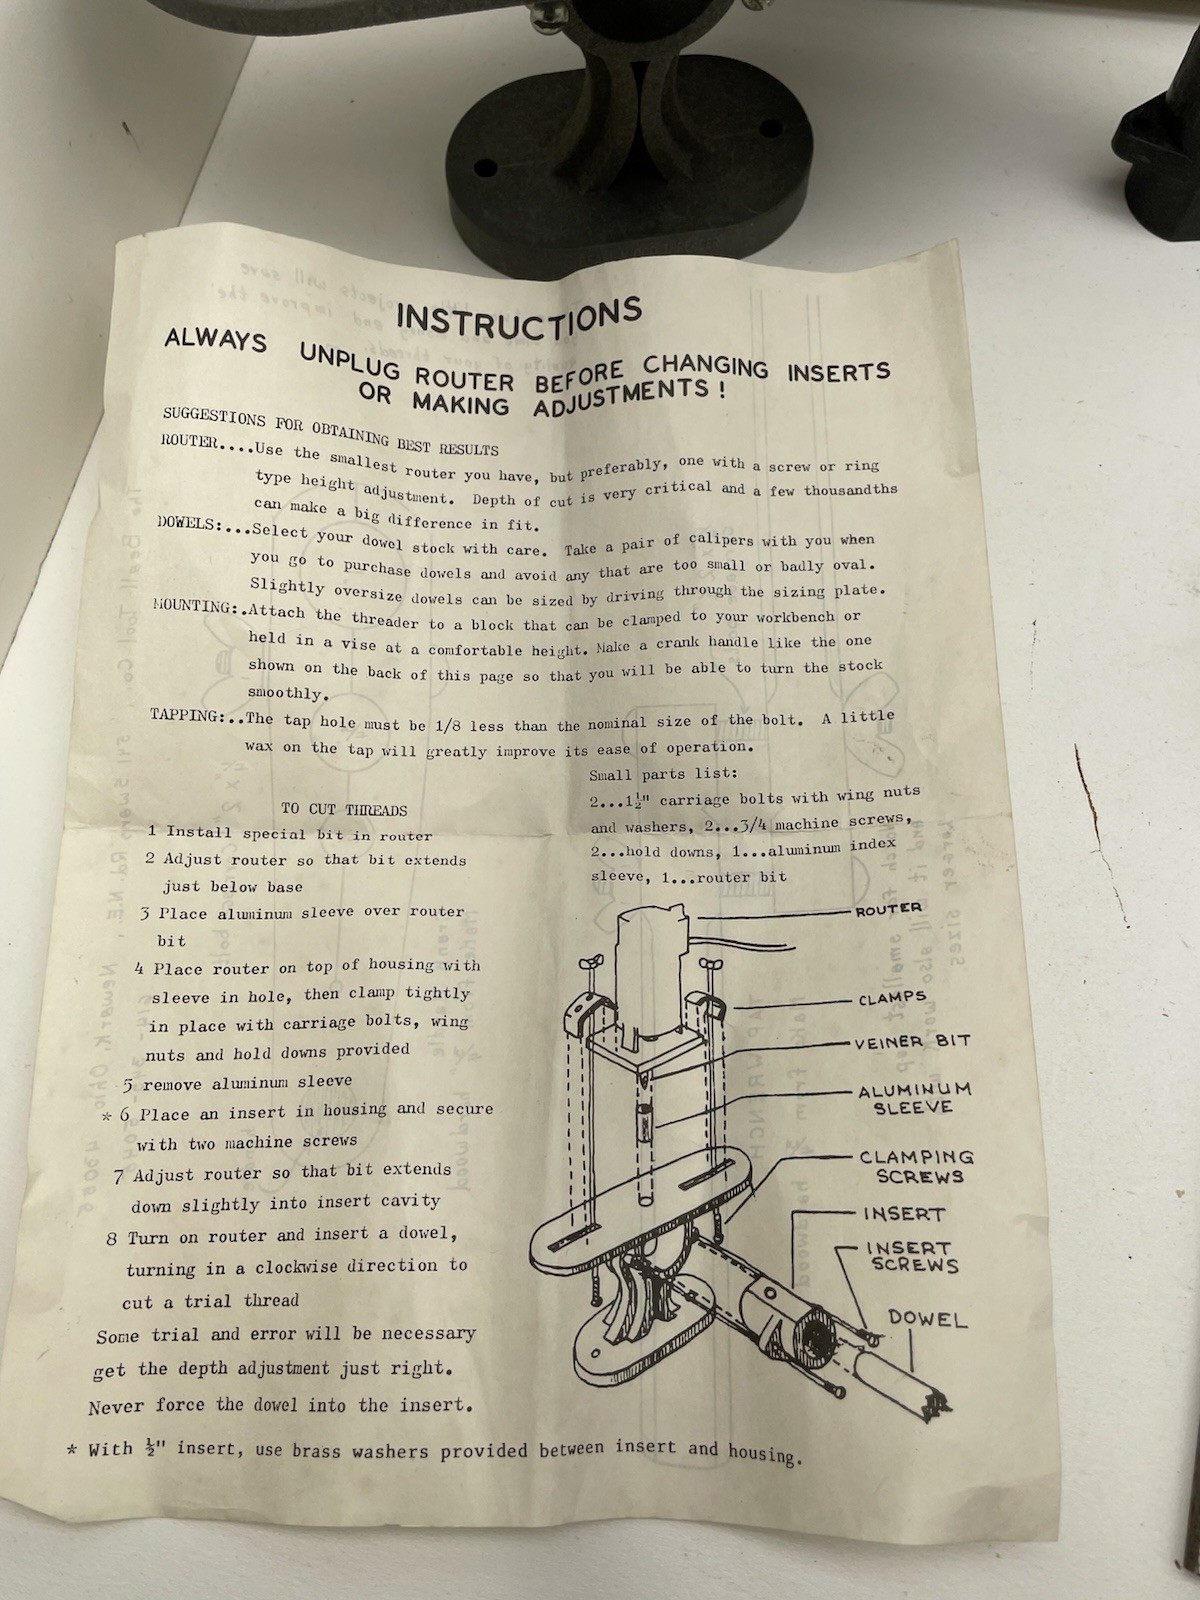 INSTRUCTIONS
ALWAYS UNPLUG ROUTER BEFORE CHANGING INSERTS
OR MAKING ADJUSTMENTS !
SUGGESTIONS FOR OBTAINING BEST RESULTS
ROUTER....Use the smallest router you have, but preferably, one with a screw or ring
type height adjustment. Depth of cut is very critical and a few thousandths
can make a big difference in fit.
DOWELS:...Select your dowel stock with care. Take a pair of calipers with you when
you go to purchase dowels and avoid any that are too small or badly oval.
Slightly oversize dowels can be sized by driving through the sizing plate.
MOUNTING:.Attach the threader to a block that can be clamped to your workbench or
held in a vise at a comfortable height. Make a crank handle like the one
shown on the back of this page so that you will be able to turn the stock
smoothly.
TAPPING:..The tap hole must be 1/8 less than the nominal size of the bolt. A little
wax on the tap will greatly improve its ease of operation.
Small parts list:
2...1½" carriage bolts with wing nuts
and washers, 2...3/4 machine screws,
2...hold downs, 1...aluminum index
sleeve, 1...router bit
TO CUT THREADS
1 Install special bit in router
2 Adjust router so that bit extends
just below base
3 Place aluminum sleeve over router
bit
4 Place router on top of housing with
sleeve in hole, then clamp tightly
in place with carriage bolts, wing
nuts and hold downs provided
5 remove aluminum sleeve
* 6 Place an insert in housing and secure
with two machine screws
7 Adjust router so that bit extends
down slightly into insert cavity
8 Turn on router and insert a dowel,
turning in a clockwise direction to
cut a trial thread
Some trial and error will be necessary
get the depth adjustment just right.
Never force the dowel into the insert.
* With ½" insert, use brass washers provided between insert and housing.
ROUTER
CLAMPS
VEINER BIT
ALUMINUM
SLEEVE
CLAMPING
SCREWS
INSERT
INSERT
SCREWS
DOWEL